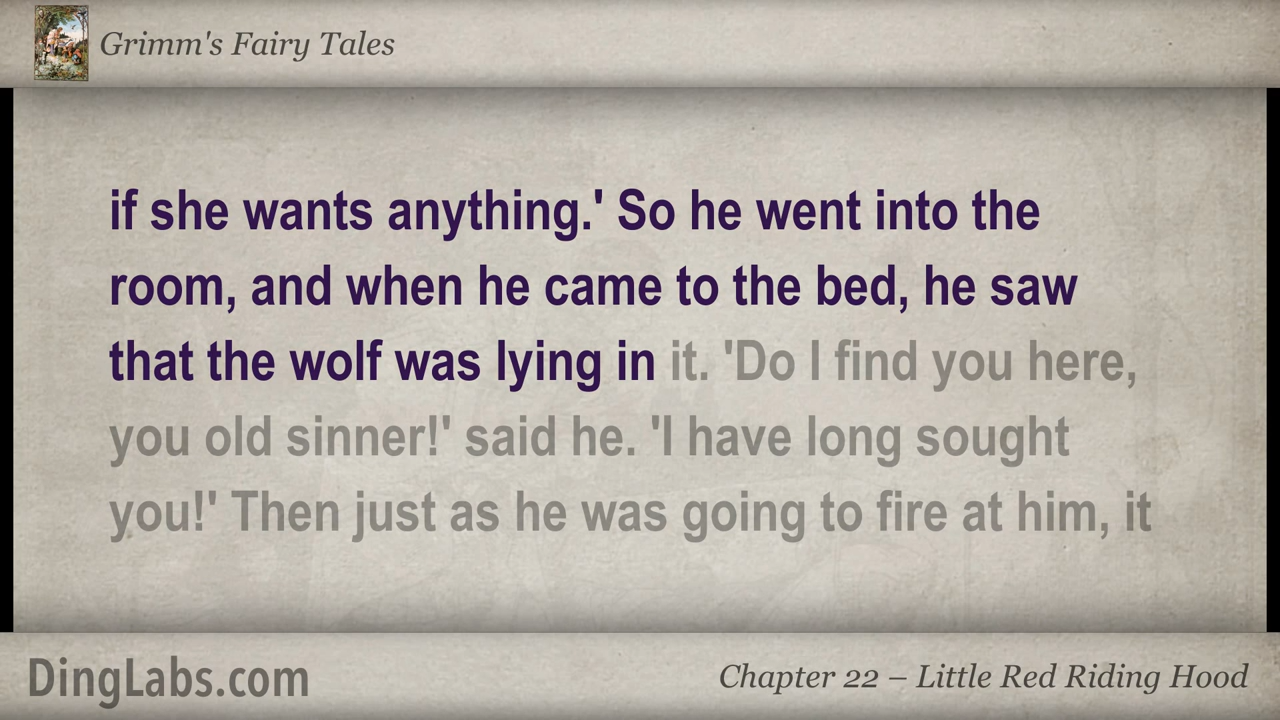 Grimm's Fairy Tales
if she wants anything.' So he went into the
room, and when he came to the bed, he saw
that the wolf was lying in it. 'Do I find you here,
you old sinner!' said he. 'I have long sought
you!' Then just as he was going to fire at him, it
DingLabs.com
Chapter 22 – Little Red Riding Hood